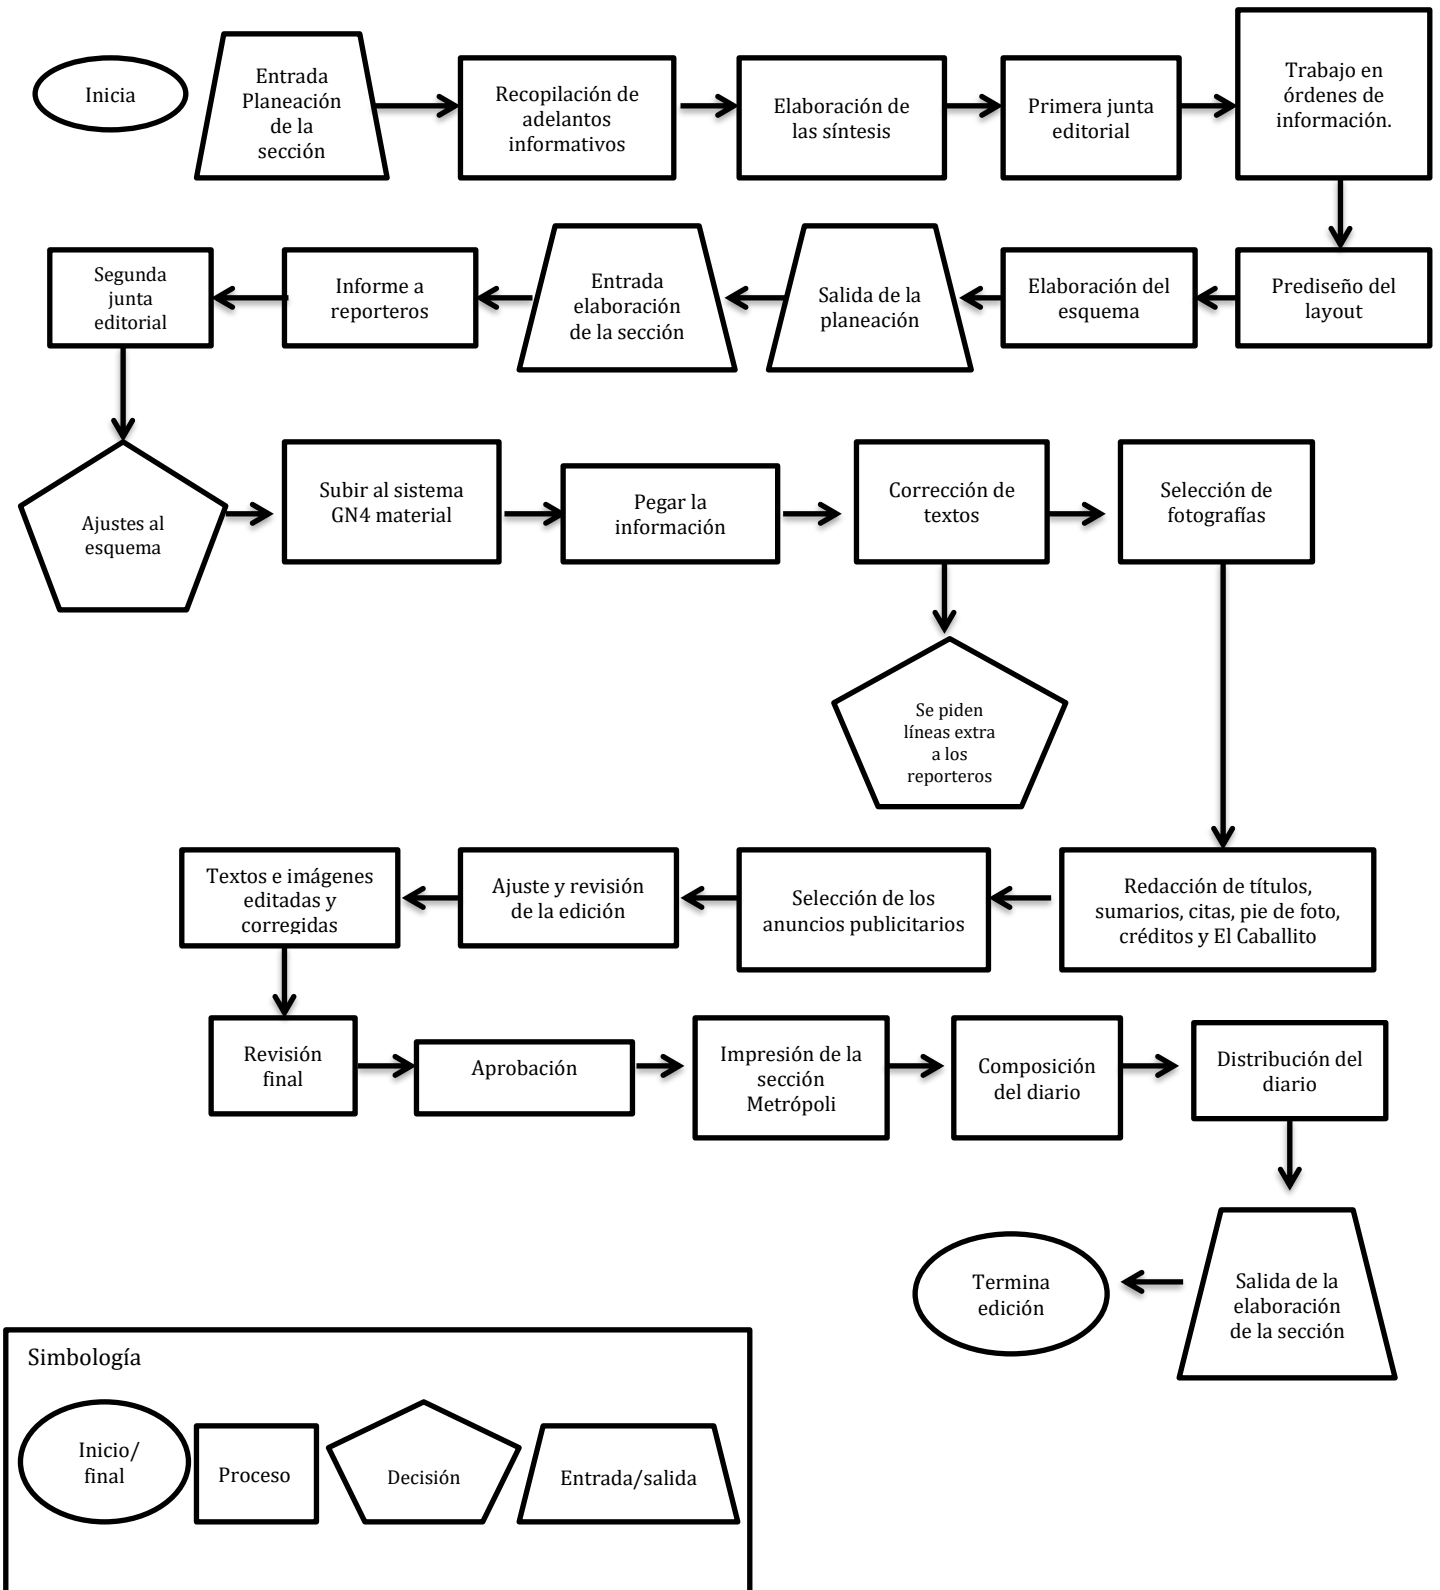 Inicia
Entrada
Planeación
de la
sección
Recopilación de
adelantos
informativos
Elaboración de
las síntesis
Primera junta
editorial
Trabajo en
órdenes de
información.
Segunda
junta
editorial
Informe a
reporteros
Entrada
elaboración
de la sección
Salida de la
planeación
Elaboración del
esquema
Prediseño del
layout
Ajustes al
esquema
Subir al sistema
GN4 material
Pegar la
información
Corrección de
textos
Selección de
fotografías
Se piden
líneas extra
a los
reporteros
Textos e imágenes
editadas y
corregidas
Ajuste y revisión
de la edición
Selección de los
anuncios publicitarios
Redacción de títulos,
sumarios, citas, pie de foto,
créditos y El Caballito
Revisión
final
Aprobación
Impresión de la
sección
Metrópoli
Composición
del diario
Distribución del
diario
Termina
edición
Salida de la
elaboración
de la sección
Simbología
Inicio/
final
Proceso
Decisión
Entrada/salida